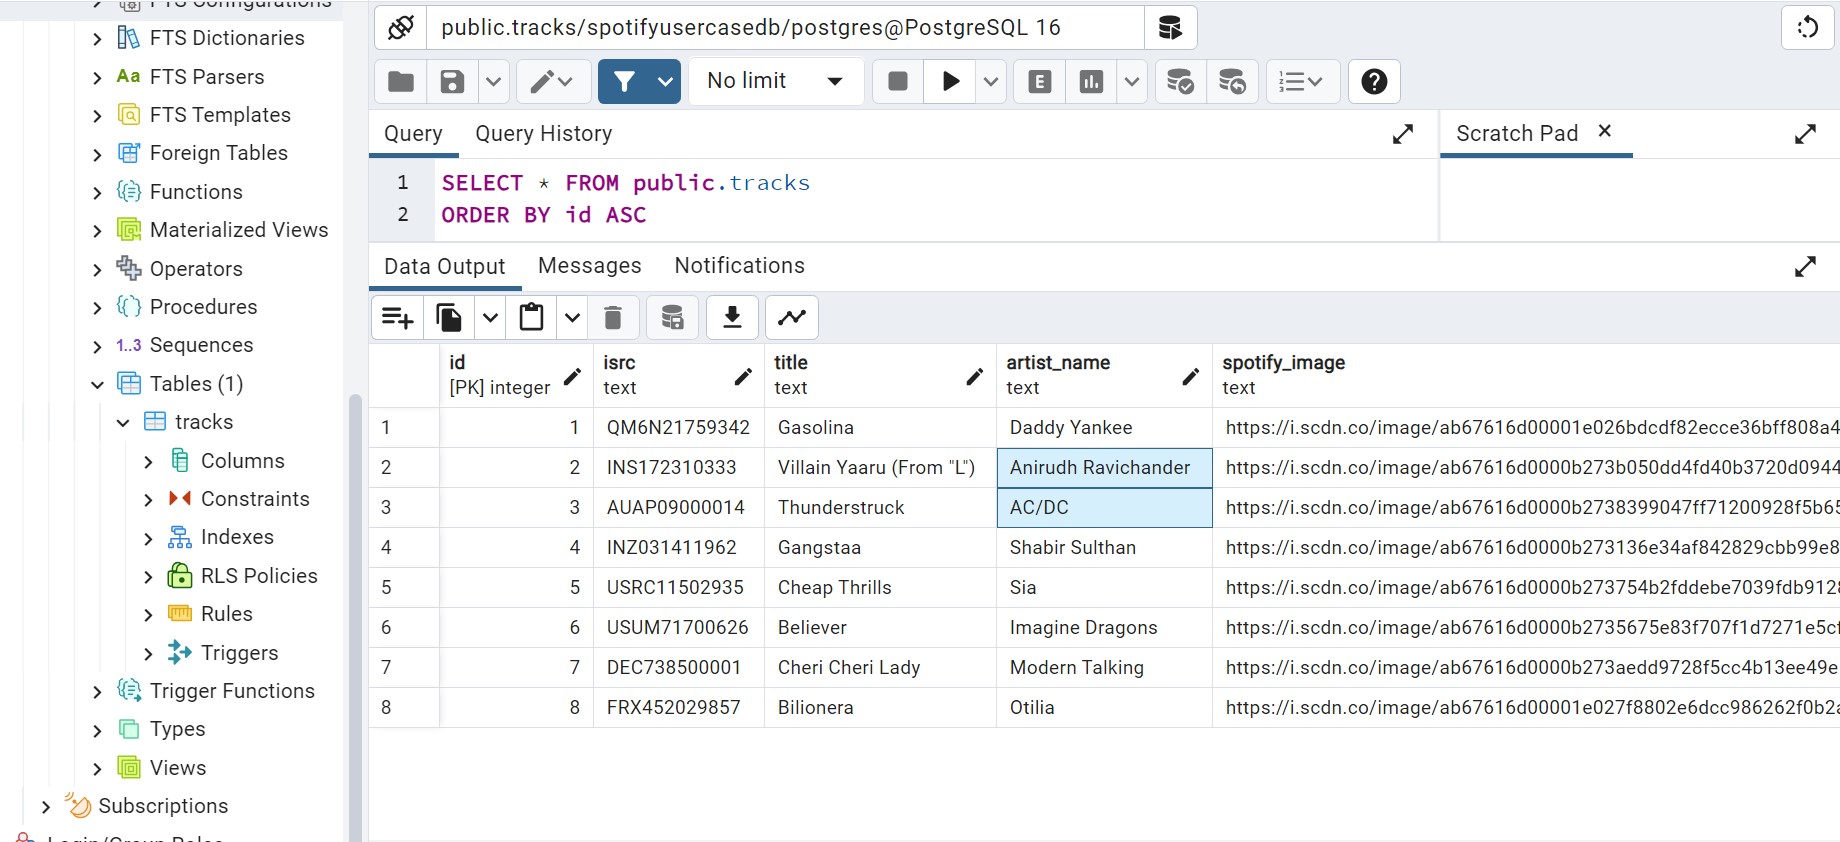 FTS Configurations
FTS Dictionaries
Aa FTS Parsers
FTS Templates
Foreign Tables
Functions
Materialized Views
Operators
Procedures
1..3 Sequences
Tables (1)
tracks
Columns
Constraints
Indexes
RLS Policies
Rules
Triggers
Trigger Functions
Types
Views
Subscriptions
Login/Group Roles
public.tracks/spotifyusercasedb/postgres@PostgreSQL 16
No limit
E
Query Query History
Scratch Pad
1 SELECT * FROM public.tracks
2 ORDER BY id ASC
Data Output Messages Notifications
id isrc title artist_name spotify_image
[PK] integer text text text text
1 1 QM6N21759342 Gasolina Daddy Yankee https://i.scdn.co/image/ab67616d00001e026bdcdf82ecce36bff808a4
2 2 INS172310333 Villain Yaaru (From "L") Anirudh Ravichander https://i.scdn.co/image/ab67616d0000b273b050dd4fd40b3720d0944
3 3 AUAP09000014 Thunderstruck AC/DC https://i.scdn.co/image/ab67616d0000b2738399047ff71200928f5b65
4 4 INZ031411962 Gangstaa Shabir Sulthan https://i.scdn.co/image/ab67616d0000b273136e34af842829cbb99e8
5 5 USRC11502935 Cheap Thrills Sia https://i.scdn.co/image/ab67616d0000b273754b2fddebe7039fdb9128
6 6 USUM71700626 Believer Imagine Dragons https://i.scdn.co/image/ab67616d0000b2735675e83f707f1d7271e5cf
7 7 DEC738500001 Cheri Cheri Lady Modern Talking https://i.scdn.co/image/ab67616d0000b273aedd9728f5cc4b13ee49e
8 8 FRX452029857 Bilionera Otilia https://i.scdn.co/image/ab67616d00001e027f8802e6dcc986262f0b2a